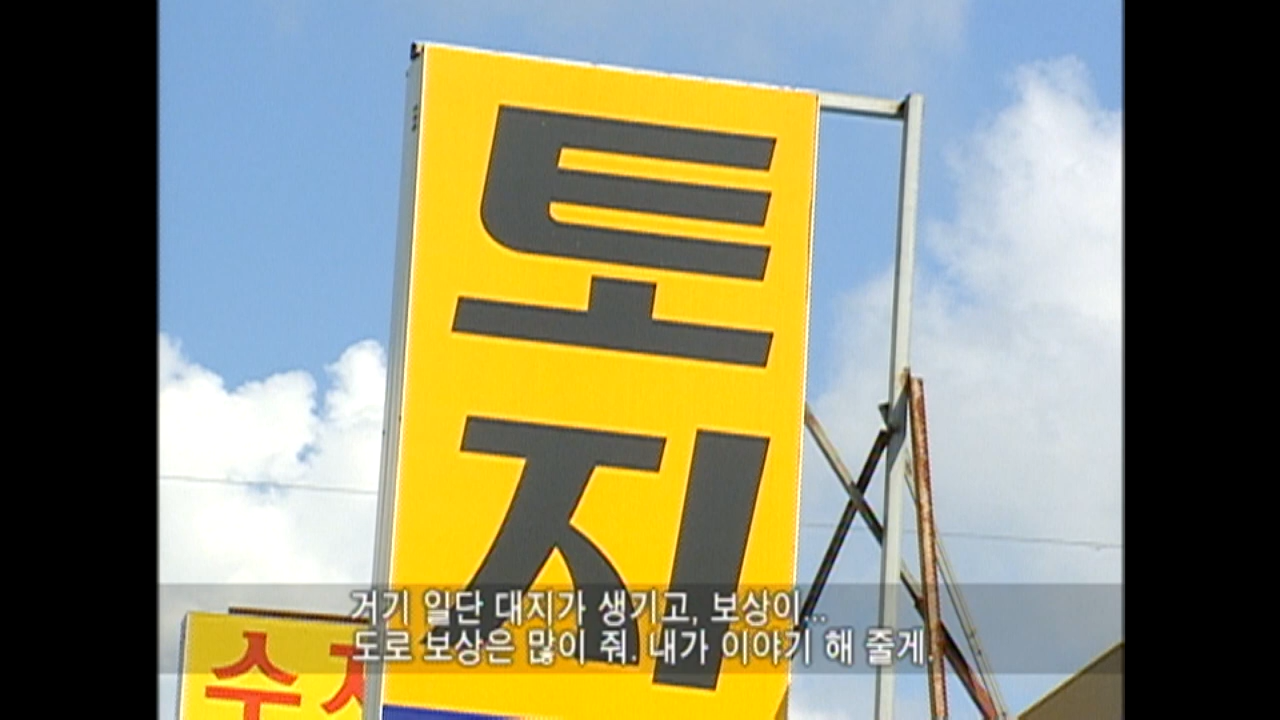 토지
수
거기 일단 대지가 생기고, 보상이...
도로 보상은 많이 줘. 내가 이야기 해 줄게.